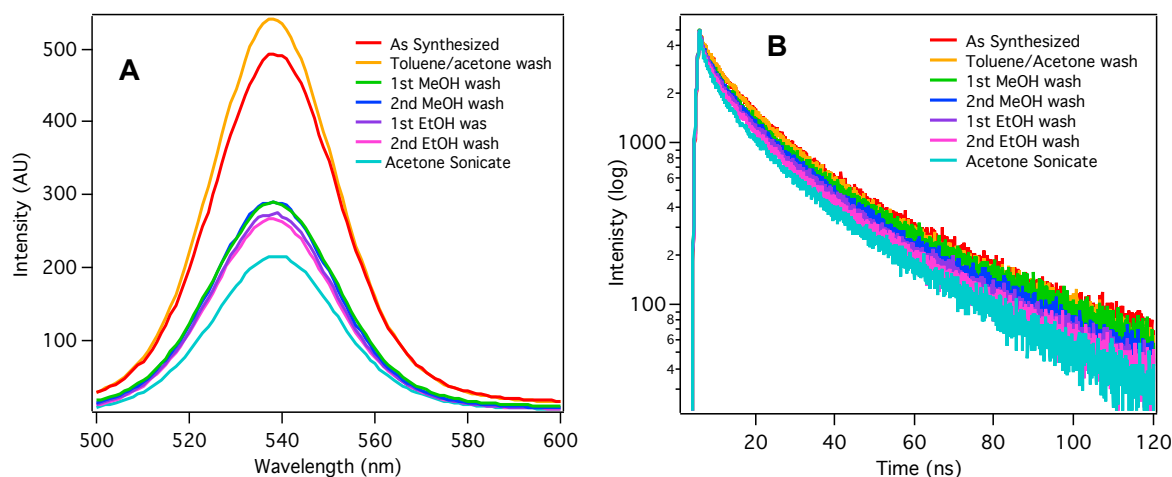 A
As Synthesized
Toluene/acetone wash
1st MeOH wash
2nd MeOH wash
1st EtOH was
2nd EtOH wash
Acetone Sonicate
500
400
300
200
100
Intensity (AU)
500 520 540 560 580 600
Wavelength (nm)
B
As Synthesized
Toluene/Acetone wash
1st MeOH wash
2nd MeOH wash
1st EtOH wash
2nd EtOH wash
Acetone Sonicate
4
2
1000
8
6
4
2
100
8
6
4
Intenisty (log)
20 40 60 80 100 120
Time (ns)